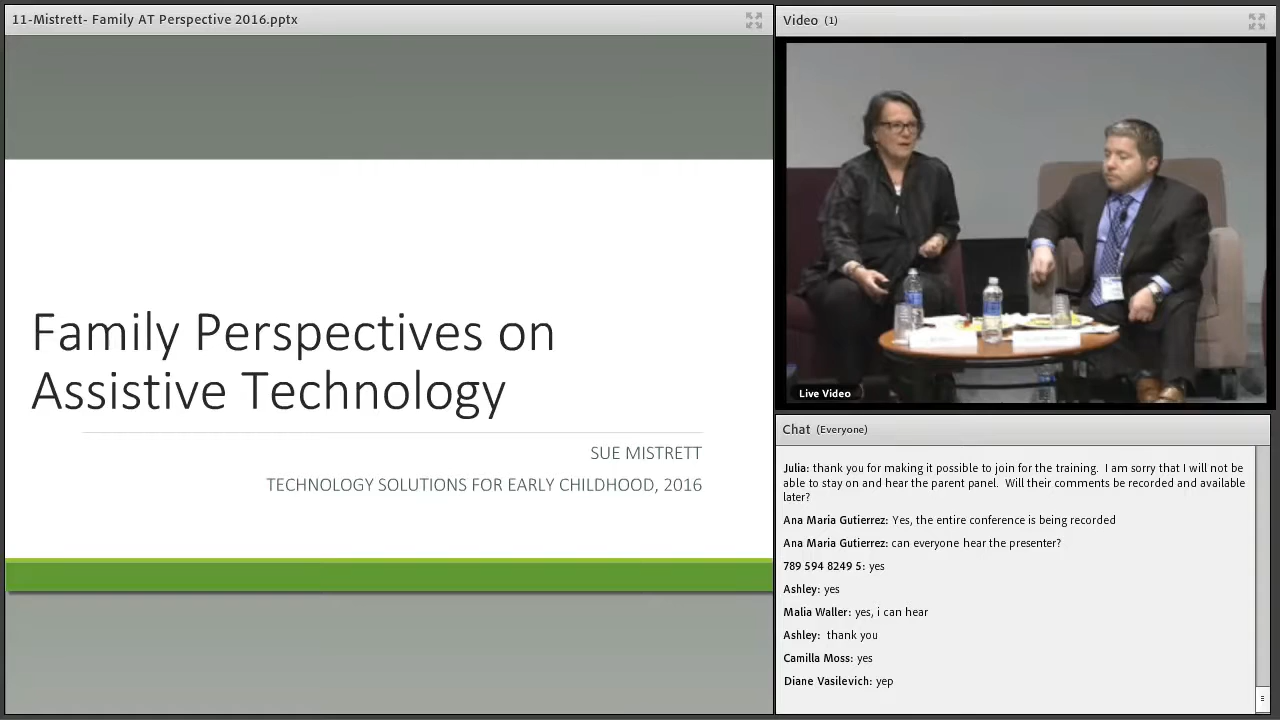 11-Mistrett- Family AT Perspective 2016.pptx
Family Perspectives on
Assistive Technology
SUE MISTRETT
TECHNOLOGY SOLUTIONS FOR EARLY CHILDHOOD, 2016
Video (1)
Live Video
Chat (Everyone)
Julia: thank you for making it possible to join for the training.  I am sorry that I will not be
able to stay on and hear the parent panel.  Will their comments be recorded and available
later?
Ana Maria Gutierrez: Yes, the entire conference is being recorded
Ana Maria Gutierrez: can everyone hear the presenter?
789 594 8249 5: yes
Ashley: yes
Malia Waller: yes, i can hear
Ashley:  thank you
Camilla Moss: yes
Diane Vasilevich: yep